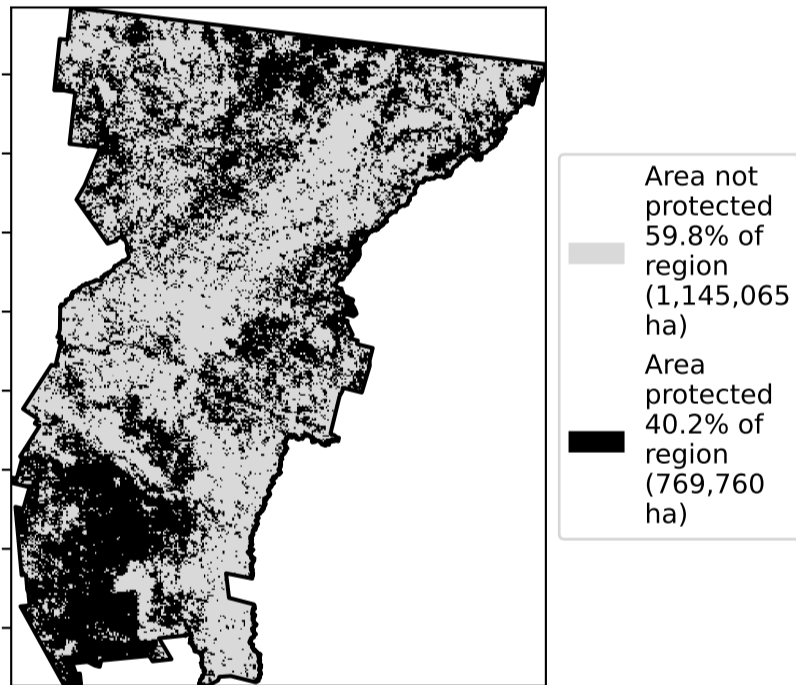 Area not
protected
59.8% of
region
(1,145,065
ha)
Area
protected
40.2% of
region
(769,760
ha)